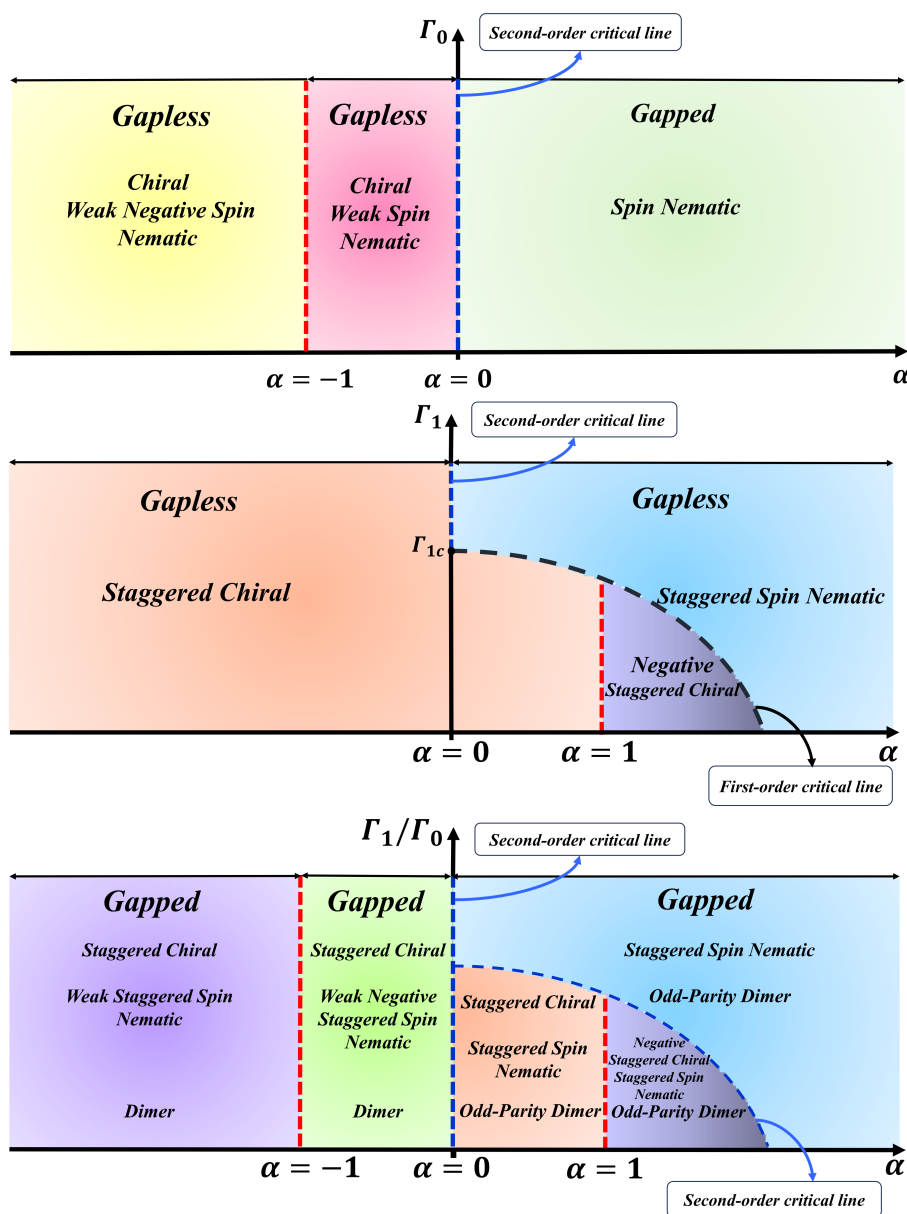 Γ₀
Second-order critical line
Gapless
Gapless
Gapped
Chiral
Weak Negative Spin
Nematic
Chiral
Weak Spin
Nematic
Spin Nematic
α = −1
α = 0
α
Γ₁
Second-order critical line
Gapless
Gapless
Γ₁c
Staggered Chiral
Staggered Spin Nematic
Negative
Staggered Chiral
α = 0
α = 1
α
First-order critical line
Γ₁/Γ₀
Second-order critical line
Gapped
Gapped
Gapped
Staggered Chiral
Staggered Chiral
Staggered Spin Nematic
Weak Staggered Spin
Nematic
Weak Negative
Staggered Spin
Nematic
Staggered Chiral
Odd-Parity Dimer
Staggered Spin
Nematic
Negative
Staggered Chiral
Staggered Spin
Nematic
Dimer
Dimer
Odd-Parity Dimer
Odd-Parity Dimer
α = −1
α = 0
α = 1
α
Second-order critical line